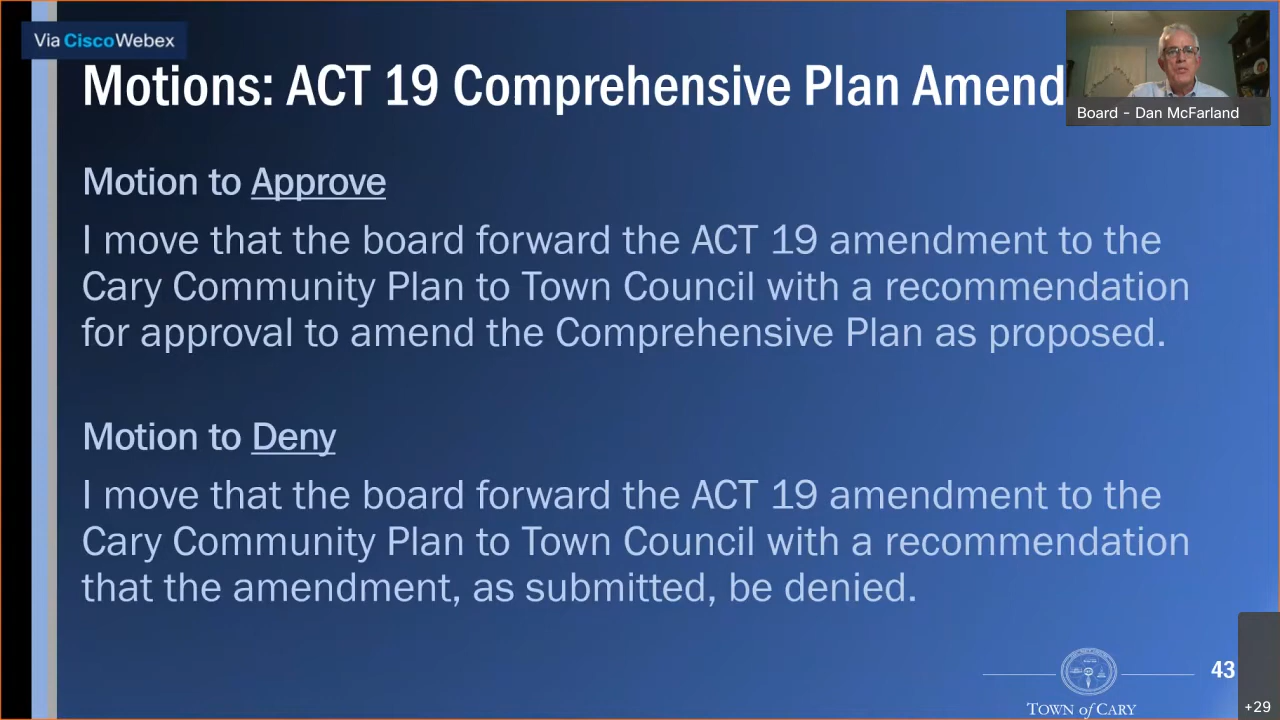 Via CiscoWebex
Motions: ACT 19 Comprehensive Plan Amend
Board - Dan McFarland
Motion to Approve
I move that the board forward the ACT 19 amendment to the
Cary Community Plan to Town Council with a recommendation
for approval to amend the Comprehensive Plan as proposed.
Motion to Deny
I move that the board forward the ACT 19 amendment to the
Cary Community Plan to Town Council with a recommendation
that the amendment, as submitted, be denied.
43
TOWN of CARY
+29